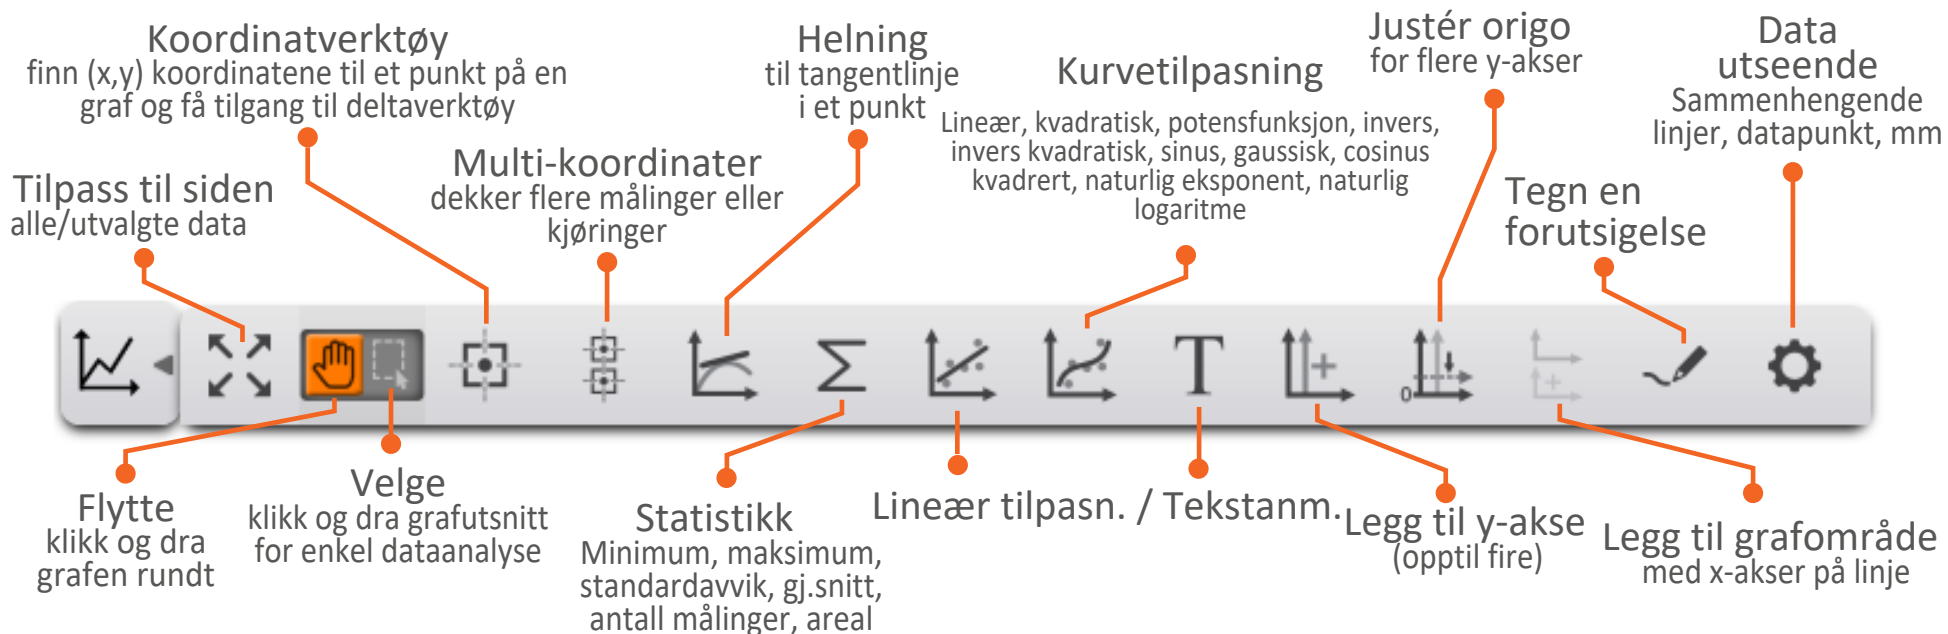 Koordinatverktøy
finn (x,y) koordinatene til et punkt på en
graf og få tilgang til deltaverktøy
Helning
til tangentlinje
i et punkt
Justér origo
for flere y-akser
Data
utseende
Sammenhengende
linjer, datapunkt, mm
Kurvetilpasning
Lineær, kvadratisk, potensfunksjon, invers,
invers kvadratisk, sinus, gaussisk, cosinus
kvadrert, naturlig eksponent, naturlig
logaritme
Multi-koordinater
dekker flere målinger eller
kjøringer
Tilpass til siden
alle/utvalgte data
Tegn en
forutsigelse
T
0
Flytte
klikk og dra
grafen rundt
Velge
klikk og dra grafutsnitt
for enkel dataanalyse
Statistikk
Minimum, maksimum,
standardavvik, gj.snitt,
antall målinger, areal
Lineær tilpasn. / Tekstanm.
Legg til y-akse
(opptil fire)
Legg til grafområde
med x-akser på linje